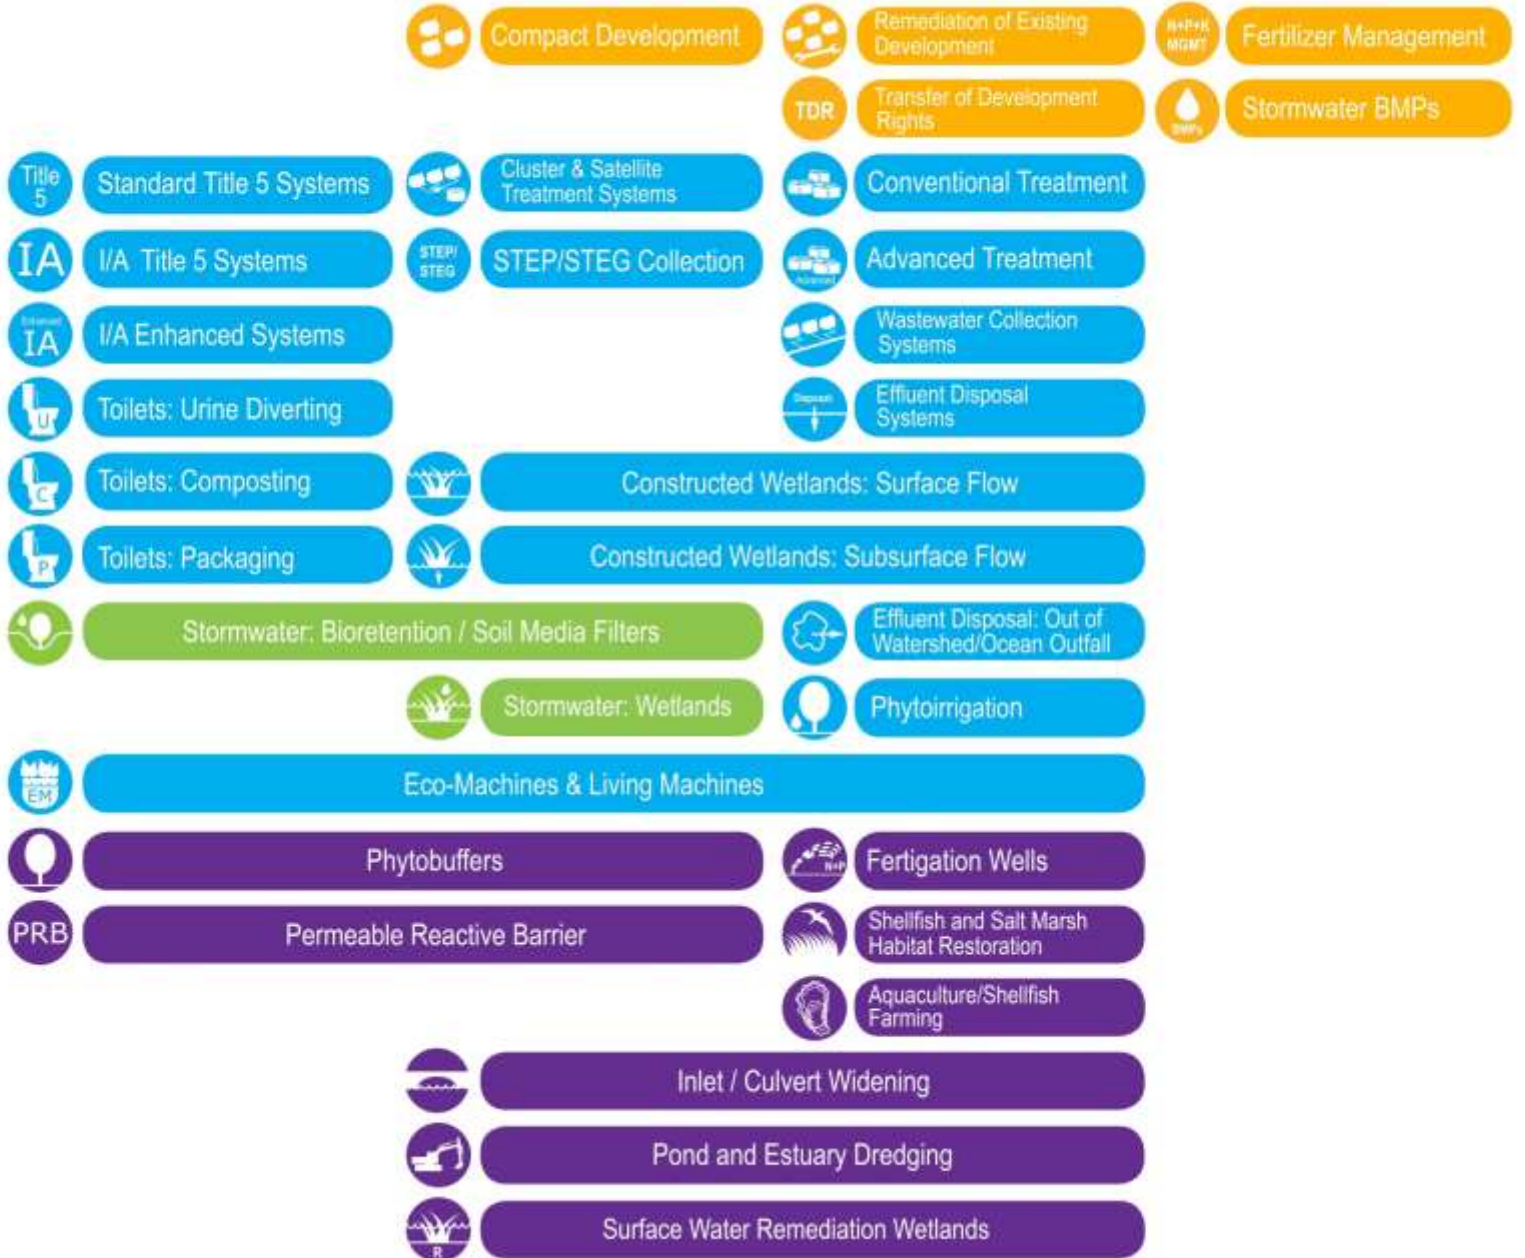 Compact Development
Remediation of Existing
Development
N+P+K
MGMT
Fertilizer Management
TDR
Transfer of Development
Rights
BMPs
Stormwater BMPs
Title
5
Standard Title 5 Systems
Cluster & Satellite
Treatment Systems
Conventional Treatment
IA
I/A Title 5 Systems
STEP/
STEG
STEP/STEG Collection
Advanced
Advanced Treatment
Enhanced
IA
I/A Enhanced Systems
Wastewater Collection
Systems
U
Toilets: Urine Diverting
Disposal
Effluent Disposal
Systems
C
Toilets: Composting
Constructed Wetlands: Surface Flow
P
Toilets: Packaging
Constructed Wetlands: Subsurface Flow
Stormwater: Bioretention / Soil Media Filters
Effluent Disposal: Out of
Watershed/Ocean Outfall
Stormwater: Wetlands
Phytoirrigation
EM
Eco-Machines & Living Machines
Phytobuffers
N+P
Fertigation Wells
PRB
Permeable Reactive Barrier
Shellfish and Salt Marsh
Habitat Restoration
Aquaculture/Shellfish
Farming
Inlet / Culvert Widening
Pond and Estuary Dredging
R
Surface Water Remediation Wetlands